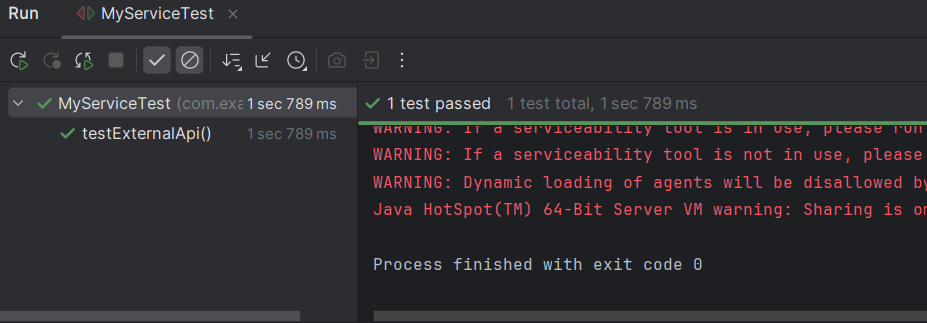 Run MyServiceTest
MyServiceTest (com.exa 1 sec 789 ms
testExternalApi() 1 sec 789 ms
1 test passed 1 test total, 1 sec 789 ms
WARNING: If a serviceability tool is in use, please run
WARNING: If a serviceability tool is not in use, please
WARNING: Dynamic loading of agents will be disallowed by
Java HotSpot(TM) 64-Bit Server VM warning: Sharing is on
Process finished with exit code 0